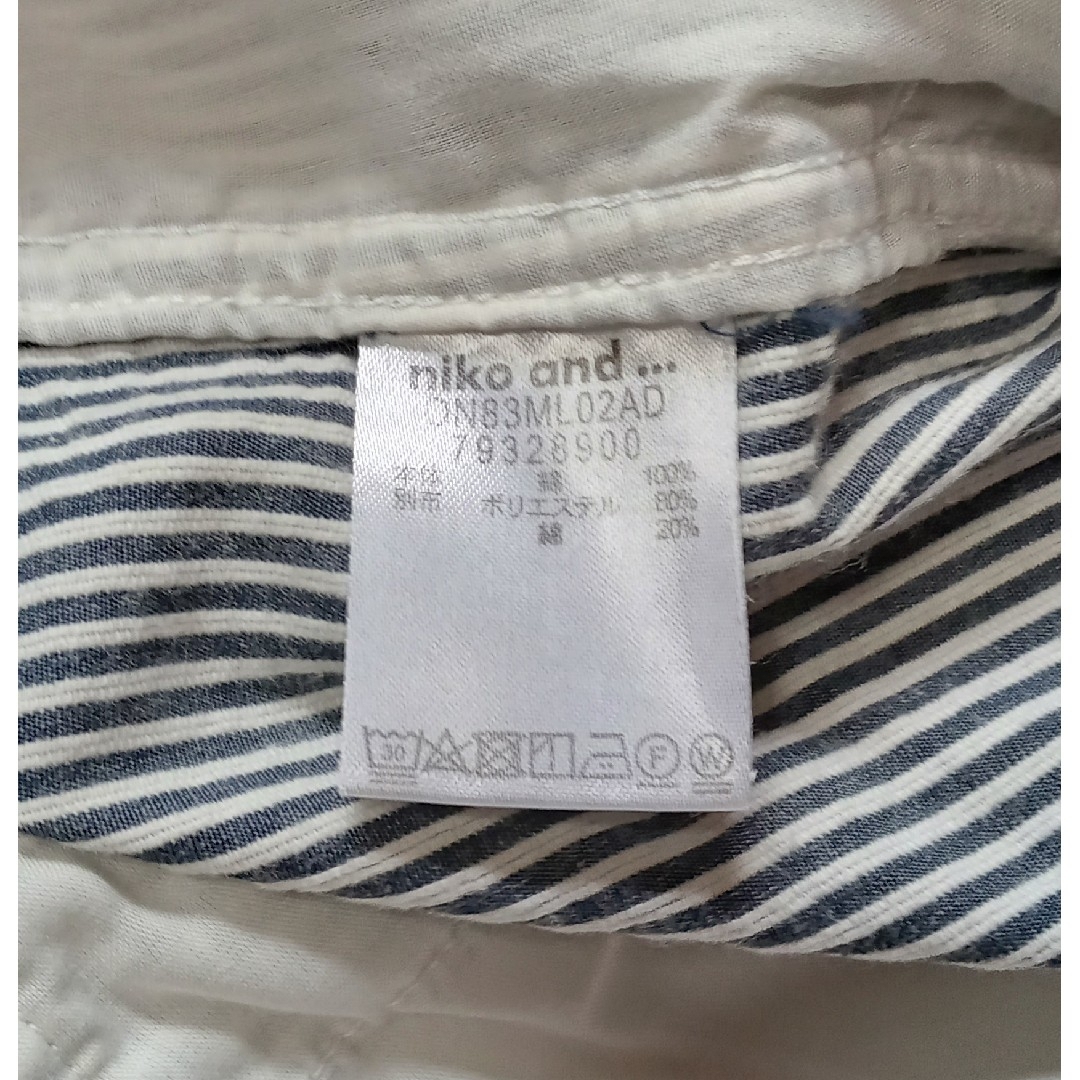 niko and ...
DN83ML02AD
79328900
本体 綿 100%
別布 ポリエステル 80%
綿 20%
30
F
W